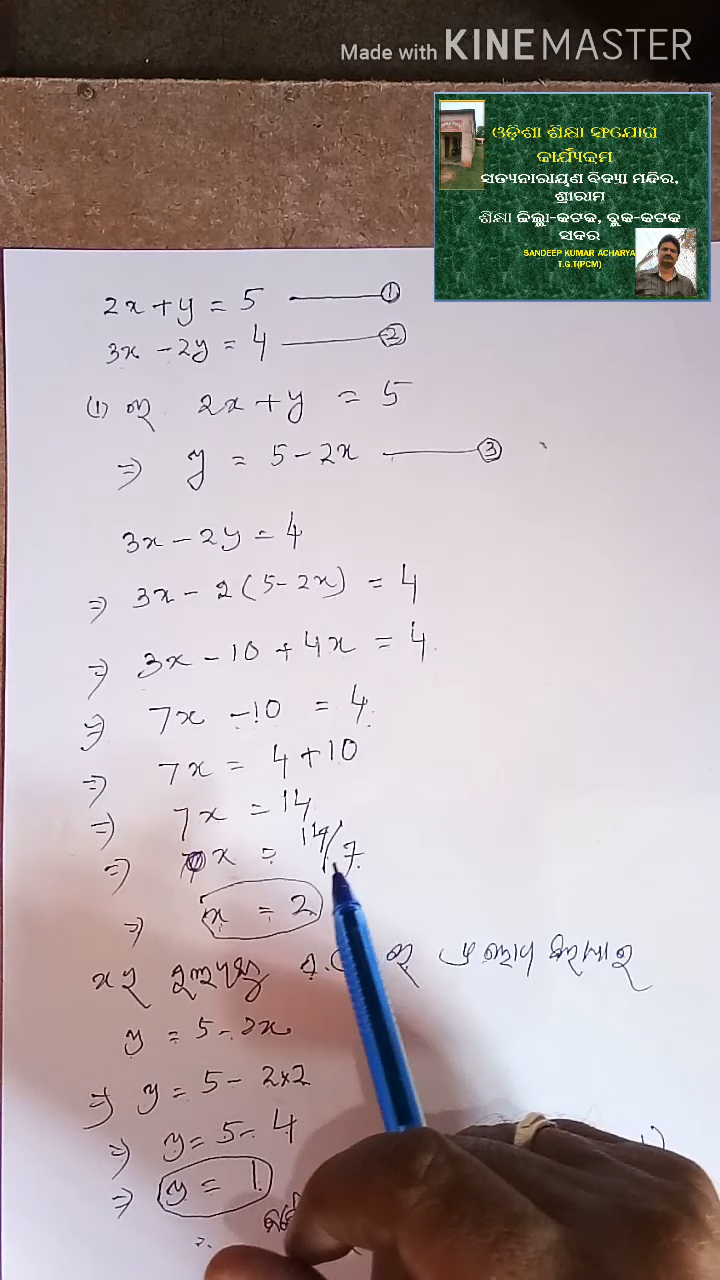 Made with KINEMASTER
ଓଡ଼ିଶା ଶିକ୍ଷା ସଂଯୋଗ
କାର୍ଯ୍ୟକ୍ରମ
ସତ୍ୟନାରାୟଣ ବିଦ୍ୟା ମନ୍ଦିର,
ଶ୍ରୀରାମ
ଶିକ୍ଷା ଜିଲ୍ଲା-କଟକ, ବ୍ଲକ-କଟକ
ସଦର
SANDEEP KUMAR ACHARYA
T.G.T(PCM)
2x + y = 5 ——— ①
3x - 2y = 4 ——— ②
(1) ରୁ 2x + y = 5
⇒ y = 5 - 2x ——— ③
3x - 2y = 4
⇒ 3x - 2(5 - 2x) = 4
⇒ 3x - 10 + 4x = 4
⇒ 7x - 10 = 4
⇒ 7x = 4 + 10
⇒ 7x = 14
⇒ x = 14/7
⇒ x = 2
y = 5 - 2x
⇒ y = 5 - 2×2
⇒ y = 5 - 4
⇒ y = 1